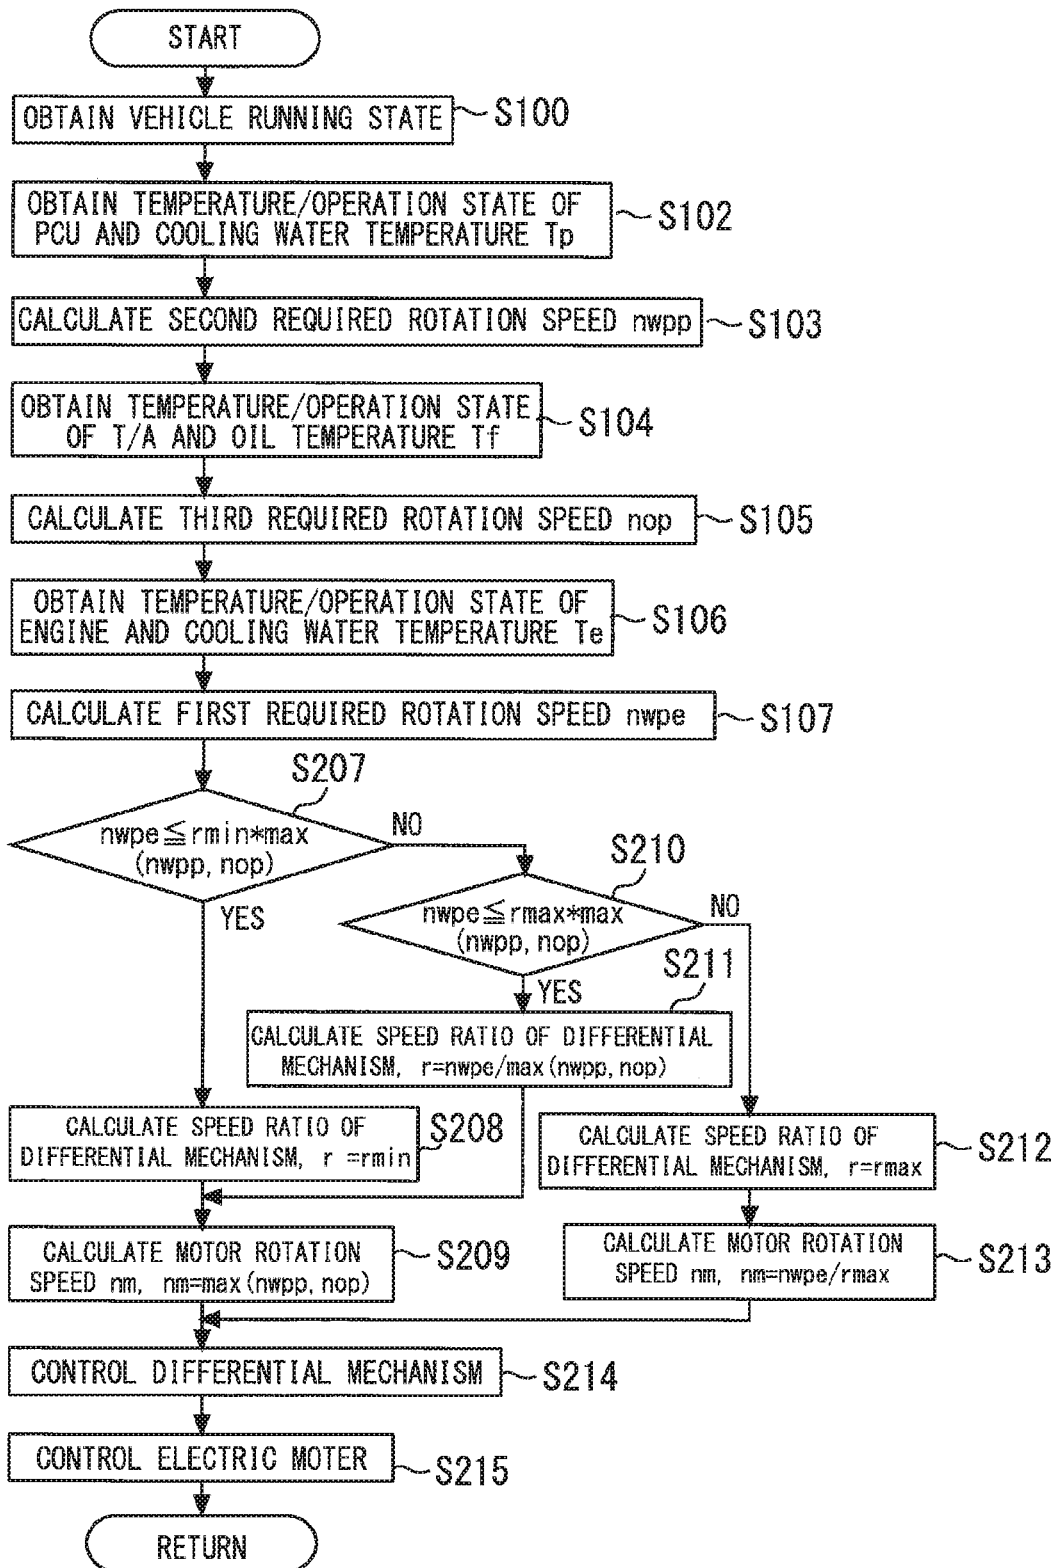 START
OBTAIN VEHICLE RUNNING STATE
S100
OBTAIN TEMPERATURE/OPERATION STATE OF
PCU AND COOLING WATER TEMPERATURE Tp
S102
CALCULATE SECOND REQUIRED ROTATION SPEED nwpp
S103
OBTAIN TEMPERATURE/OPERATION STATE
OF T/A AND OIL TEMPERATURE Tf
S104
CALCULATE THIRD REQUIRED ROTATION SPEED nop
S105
OBTAIN TEMPERATURE/OPERATION STATE OF
ENGINE AND COOLING WATER TEMPERATURE Te
S106
CALCULATE FIRST REQUIRED ROTATION SPEED nwpe
S107
S207
nwpe≦rmin*max
(nwpp, nop)
NO
YES
S210
nwpe≦rmax*max
(nwpp, nop)
NO
YES
S211
CALCULATE SPEED RATIO OF DIFFERENTIAL
MECHANISM, r=nwpe/max(nwpp, nop)
CALCULATE SPEED RATIO OF
DIFFERENTIAL MECHANISM, r =rmin
S208
CALCULATE SPEED RATIO OF
DIFFERENTIAL MECHANISM, r=rmax
S212
CALCULATE MOTOR ROTATION
SPEED nm, nm=max(nwpp, nop)
S209
CALCULATE MOTOR ROTATION
SPEED nm, nm=nwpe/rmax
S213
CONTROL DIFFERENTIAL MECHANISM
S214
CONTROL ELECTRIC MOTER
S215
RETURN